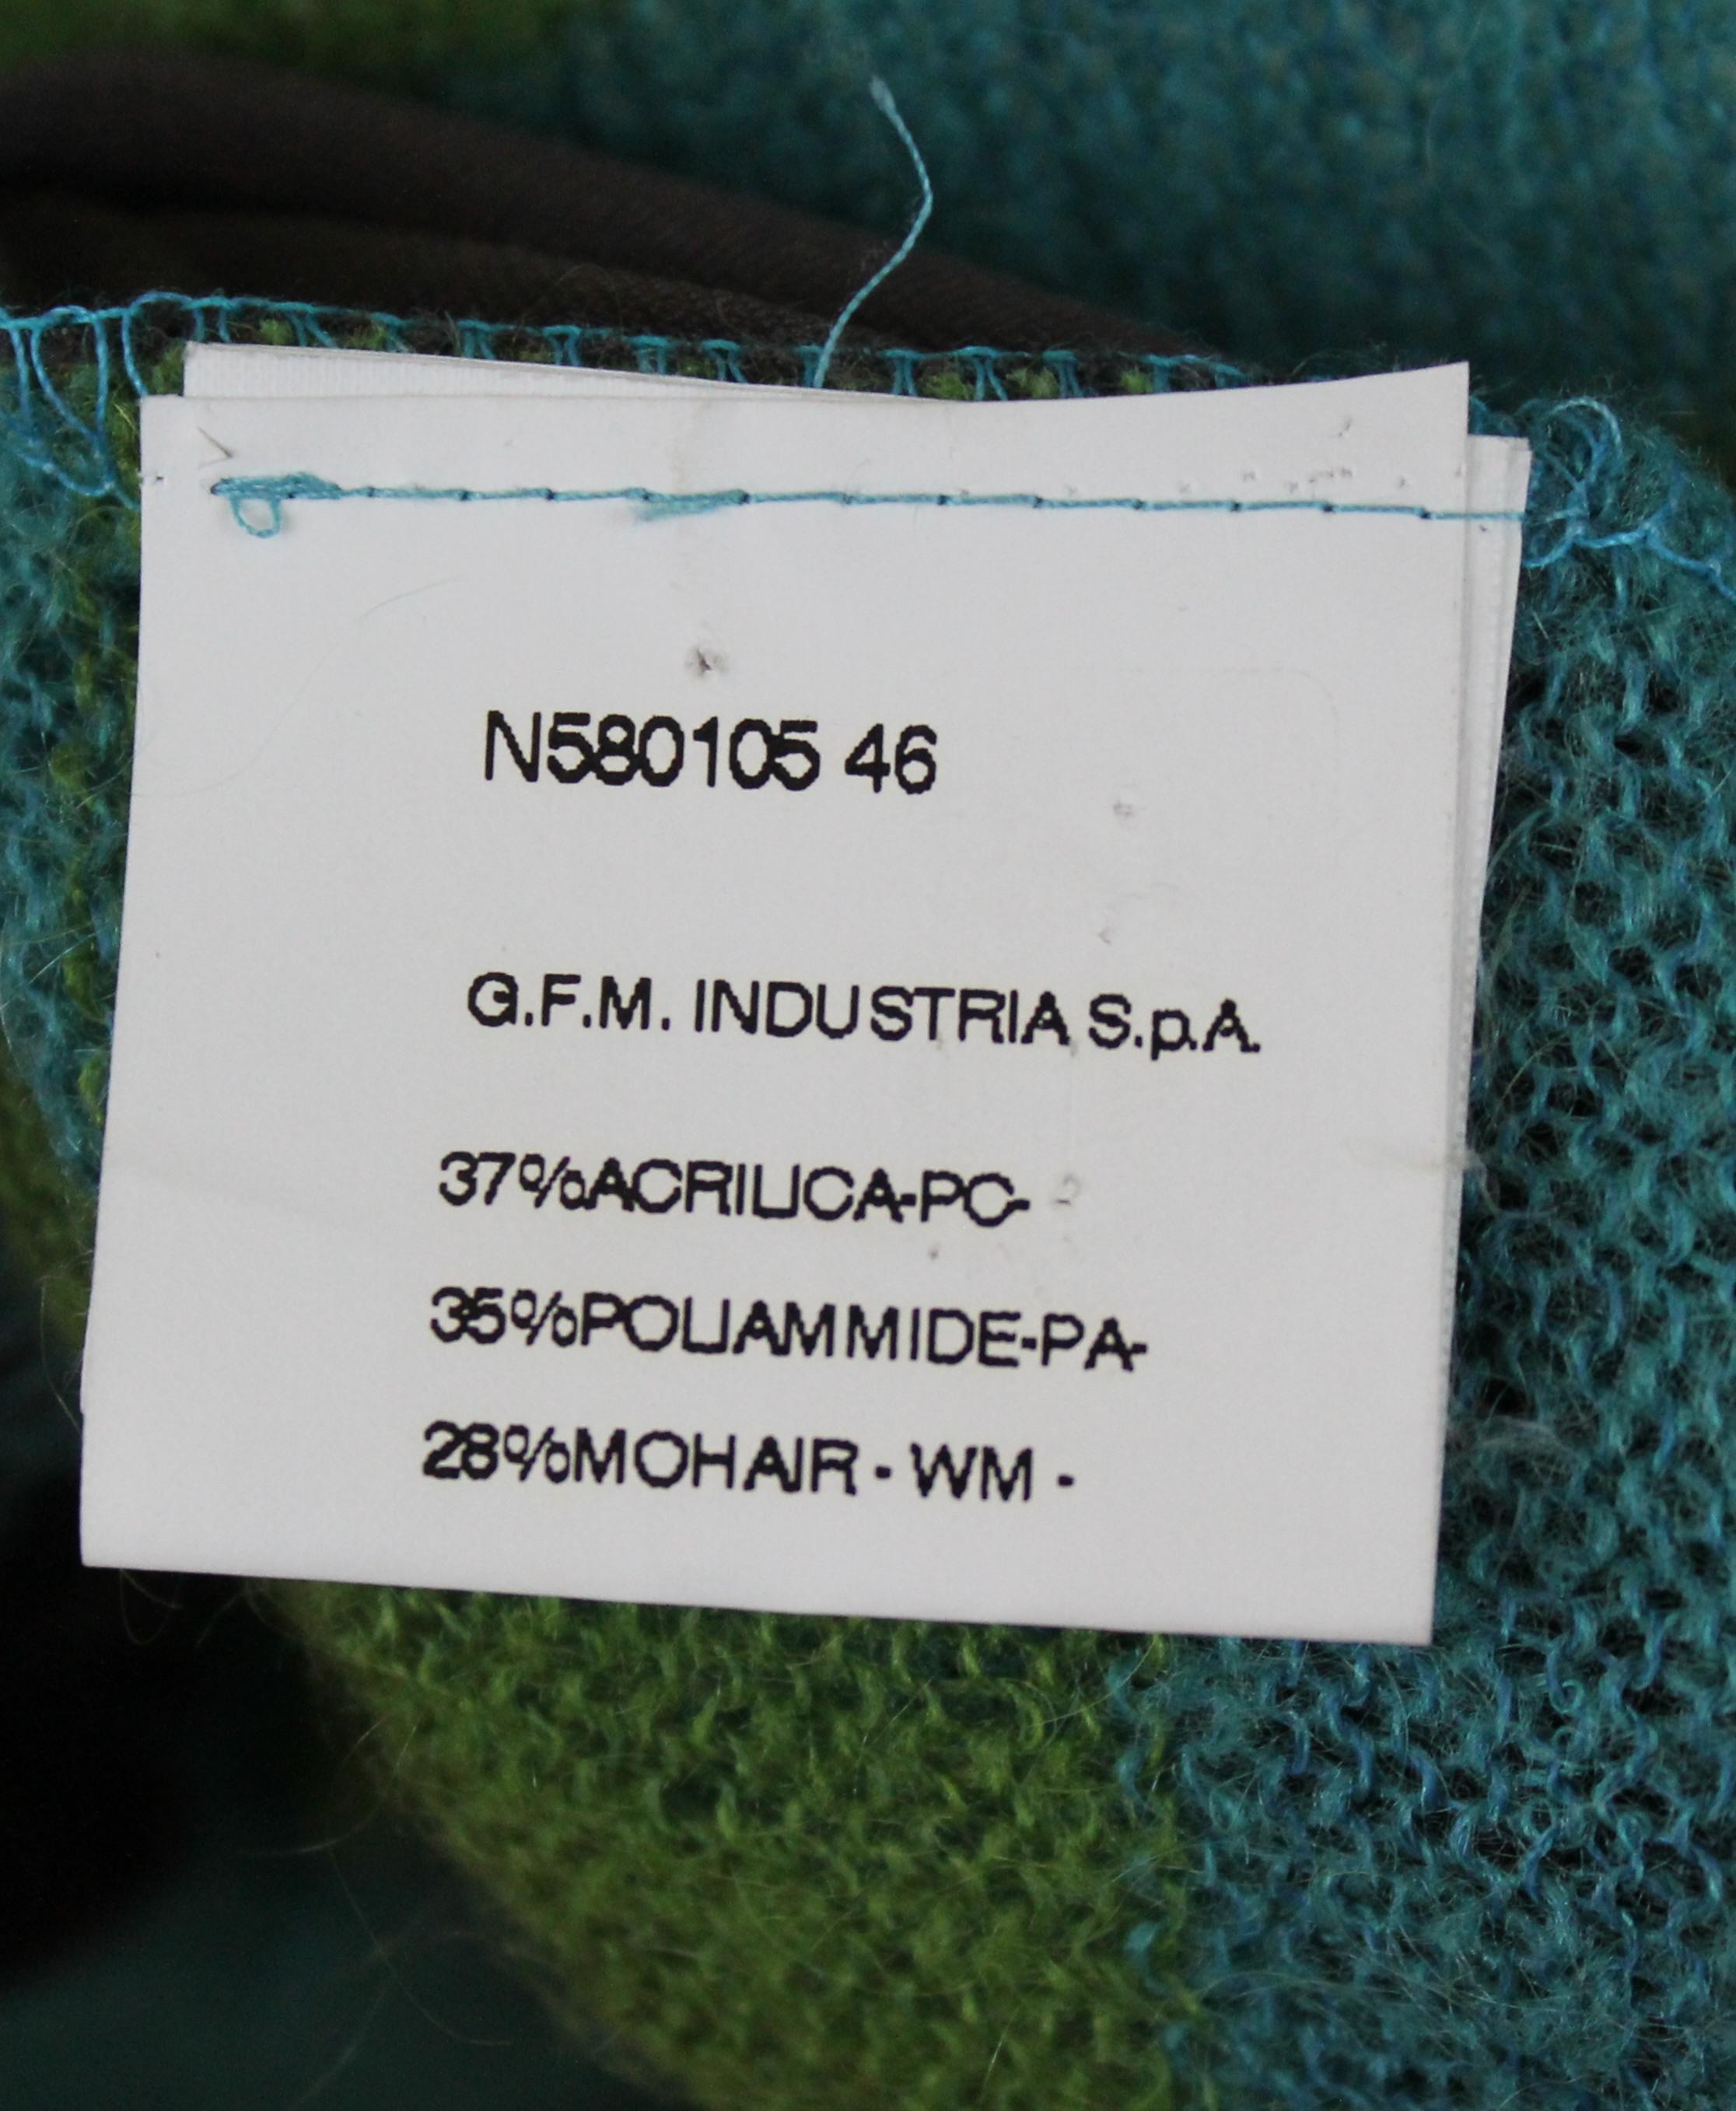 N580105 46
G.F.M. INDUSTRIA S.p.A.
37%ACRILICA-PC-
35%POLIAMMIDE-PA-
28%MOHAIR - WM -